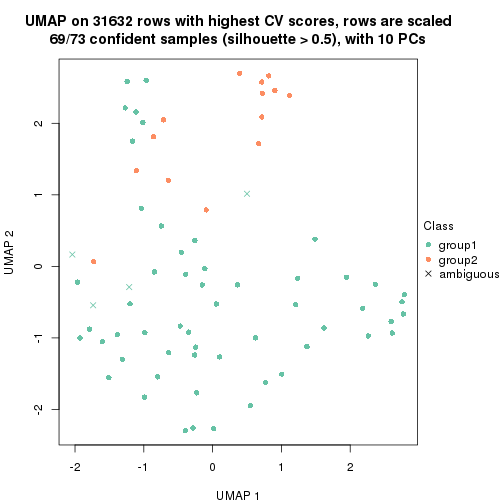 UMAP on 31632 rows with highest CV scores, rows are scaled
69/73 confident samples (silhouette > 0.5), with 10 PCs
2
1
0
-1
-2
UMAP 2
-2
-1
0
1
2
UMAP 1
Class
group1
group2
ambiguous